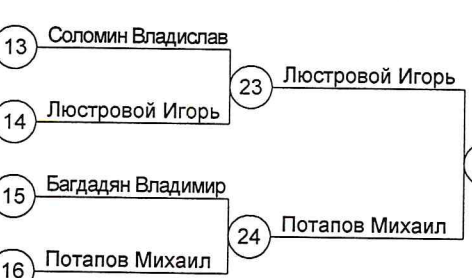 13 Соломин Владислав
23 Люстровой Игорь
14 Люстровой Игорь
15 Багдадян Владимир
24 Потапов Михаил
16 Потапов Михаил